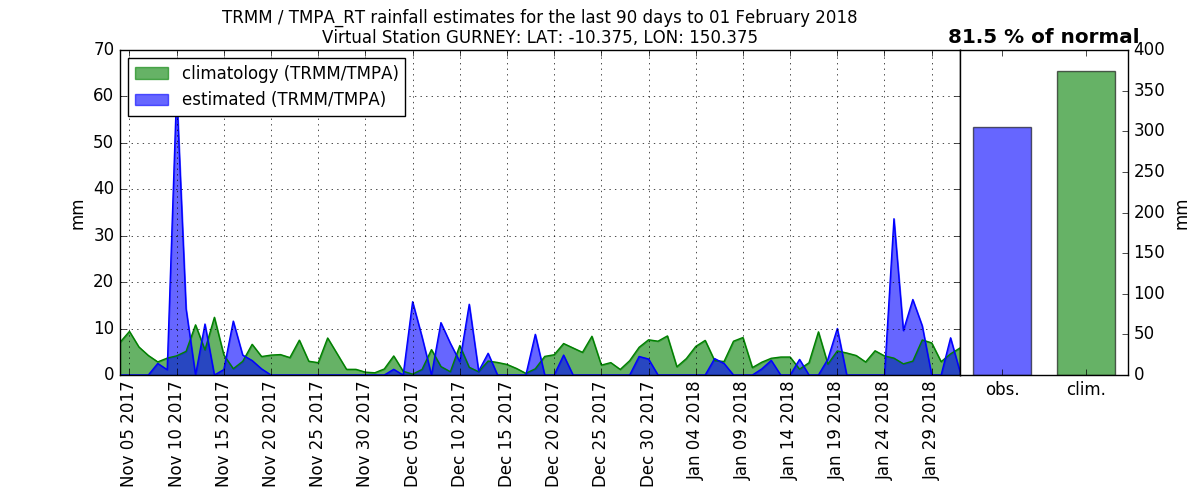 TRMM / TMPA_RT rainfall estimates for the last 90 days to 01 February 2018
Virtual Station GURNEY: LAT: -10.375, LON: 150.375
81.5 % of normal
climatology (TRMM/TMPA)
estimated (TRMM/TMPA)
mm
70
60
50
40
30
20
10
0
Nov 05 2017
Nov 10 2017
Nov 15 2017
Nov 20 2017
Nov 25 2017
Nov 30 2017
Dec 05 2017
Dec 10 2017
Dec 15 2017
Dec 20 2017
Dec 25 2017
Dec 30 2017
Jan 04 2018
Jan 09 2018
Jan 14 2018
Jan 19 2018
Jan 24 2018
Jan 29 2018
obs.
clim.
400
350
300
250
200
150
100
50
0
mm